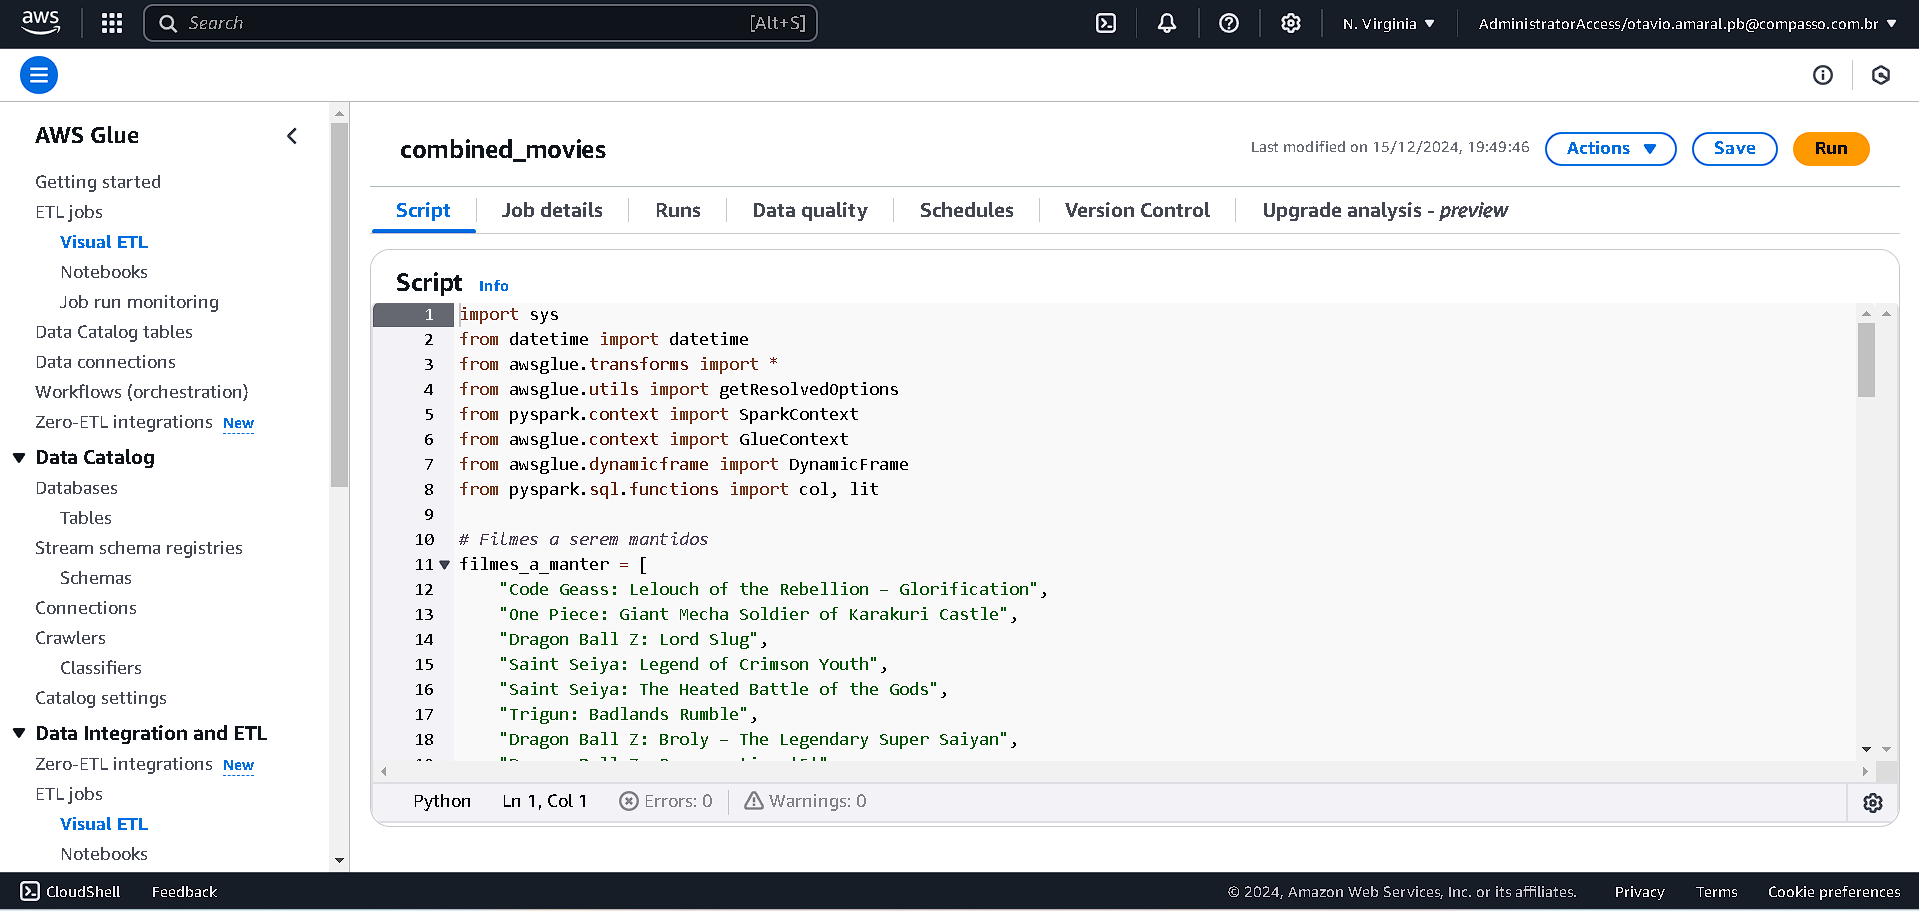 aws
Search
[Alt+S]
N. Virginia
AdministratorAccess/otavio.amaral.pb@compasso.com.br
AWS Glue
Getting started
ETL jobs
Visual ETL
Notebooks
Job run monitoring
Data Catalog tables
Data connections
Workflows (orchestration)
Zero-ETL integrations New
Data Catalog
Databases
Tables
Stream schema registries
Schemas
Connections
Crawlers
Classifiers
Catalog settings
Data Integration and ETL
Zero-ETL integrations New
ETL jobs
Visual ETL
Notebooks
combined_movies
Last modified on 15/12/2024, 19:49:46
Actions
Save
Run
Script
Job details
Runs
Data quality
Schedules
Version Control
Upgrade analysis - preview
Script Info
1 import sys
2 from datetime import datetime
3 from awsglue.transforms import *
4 from awsglue.utils import getResolvedOptions
5 from pyspark.context import SparkContext
6 from awsglue.context import GlueContext
7 from awsglue.dynamicframe import DynamicFrame
8 from pyspark.sql.functions import col, lit
9
10 # Filmes a serem mantidos
11 filmes_a_manter = [
12 "Code Geass: Lelouch of the Rebellion – Glorification",
13 "One Piece: Giant Mecha Soldier of Karakuri Castle",
14 "Dragon Ball Z: Lord Slug",
15 "Saint Seiya: Legend of Crimson Youth",
16 "Saint Seiya: The Heated Battle of the Gods",
17 "Trigun: Badlands Rumble",
18 "Dragon Ball Z: Broly – The Legendary Super Saiyan",
Python
Ln 1, Col 1
Errors: 0
Warnings: 0
CloudShell
Feedback
© 2024, Amazon Web Services, Inc. or its affiliates.
Privacy
Terms
Cookie preferences